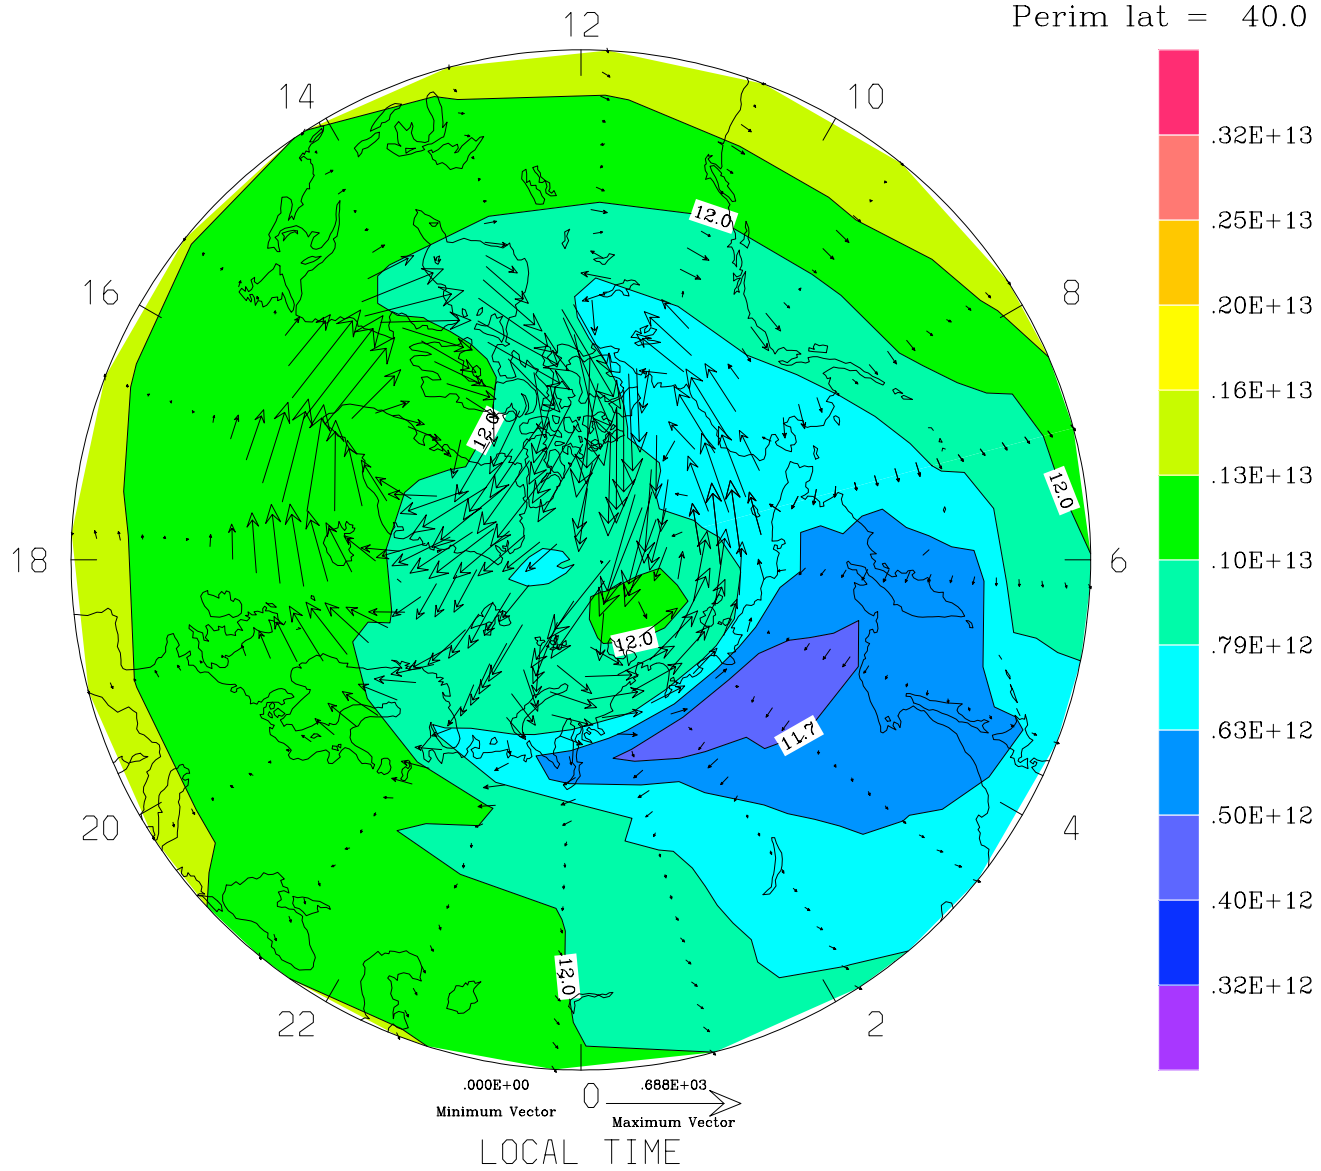 Perim lat = 40.0
12
14
10
16
8
18
6
20
4
22
2
0
12.0
12.0
12.0
12.0
11.7
12.0
.32E+13
.25E+13
.20E+13
.16E+13
.13E+13
.10E+13
.79E+12
.63E+12
.50E+12
.40E+12
.32E+12
.000E+00
.688E+03
Minimum Vector
Maximum Vector
LOCAL TIME